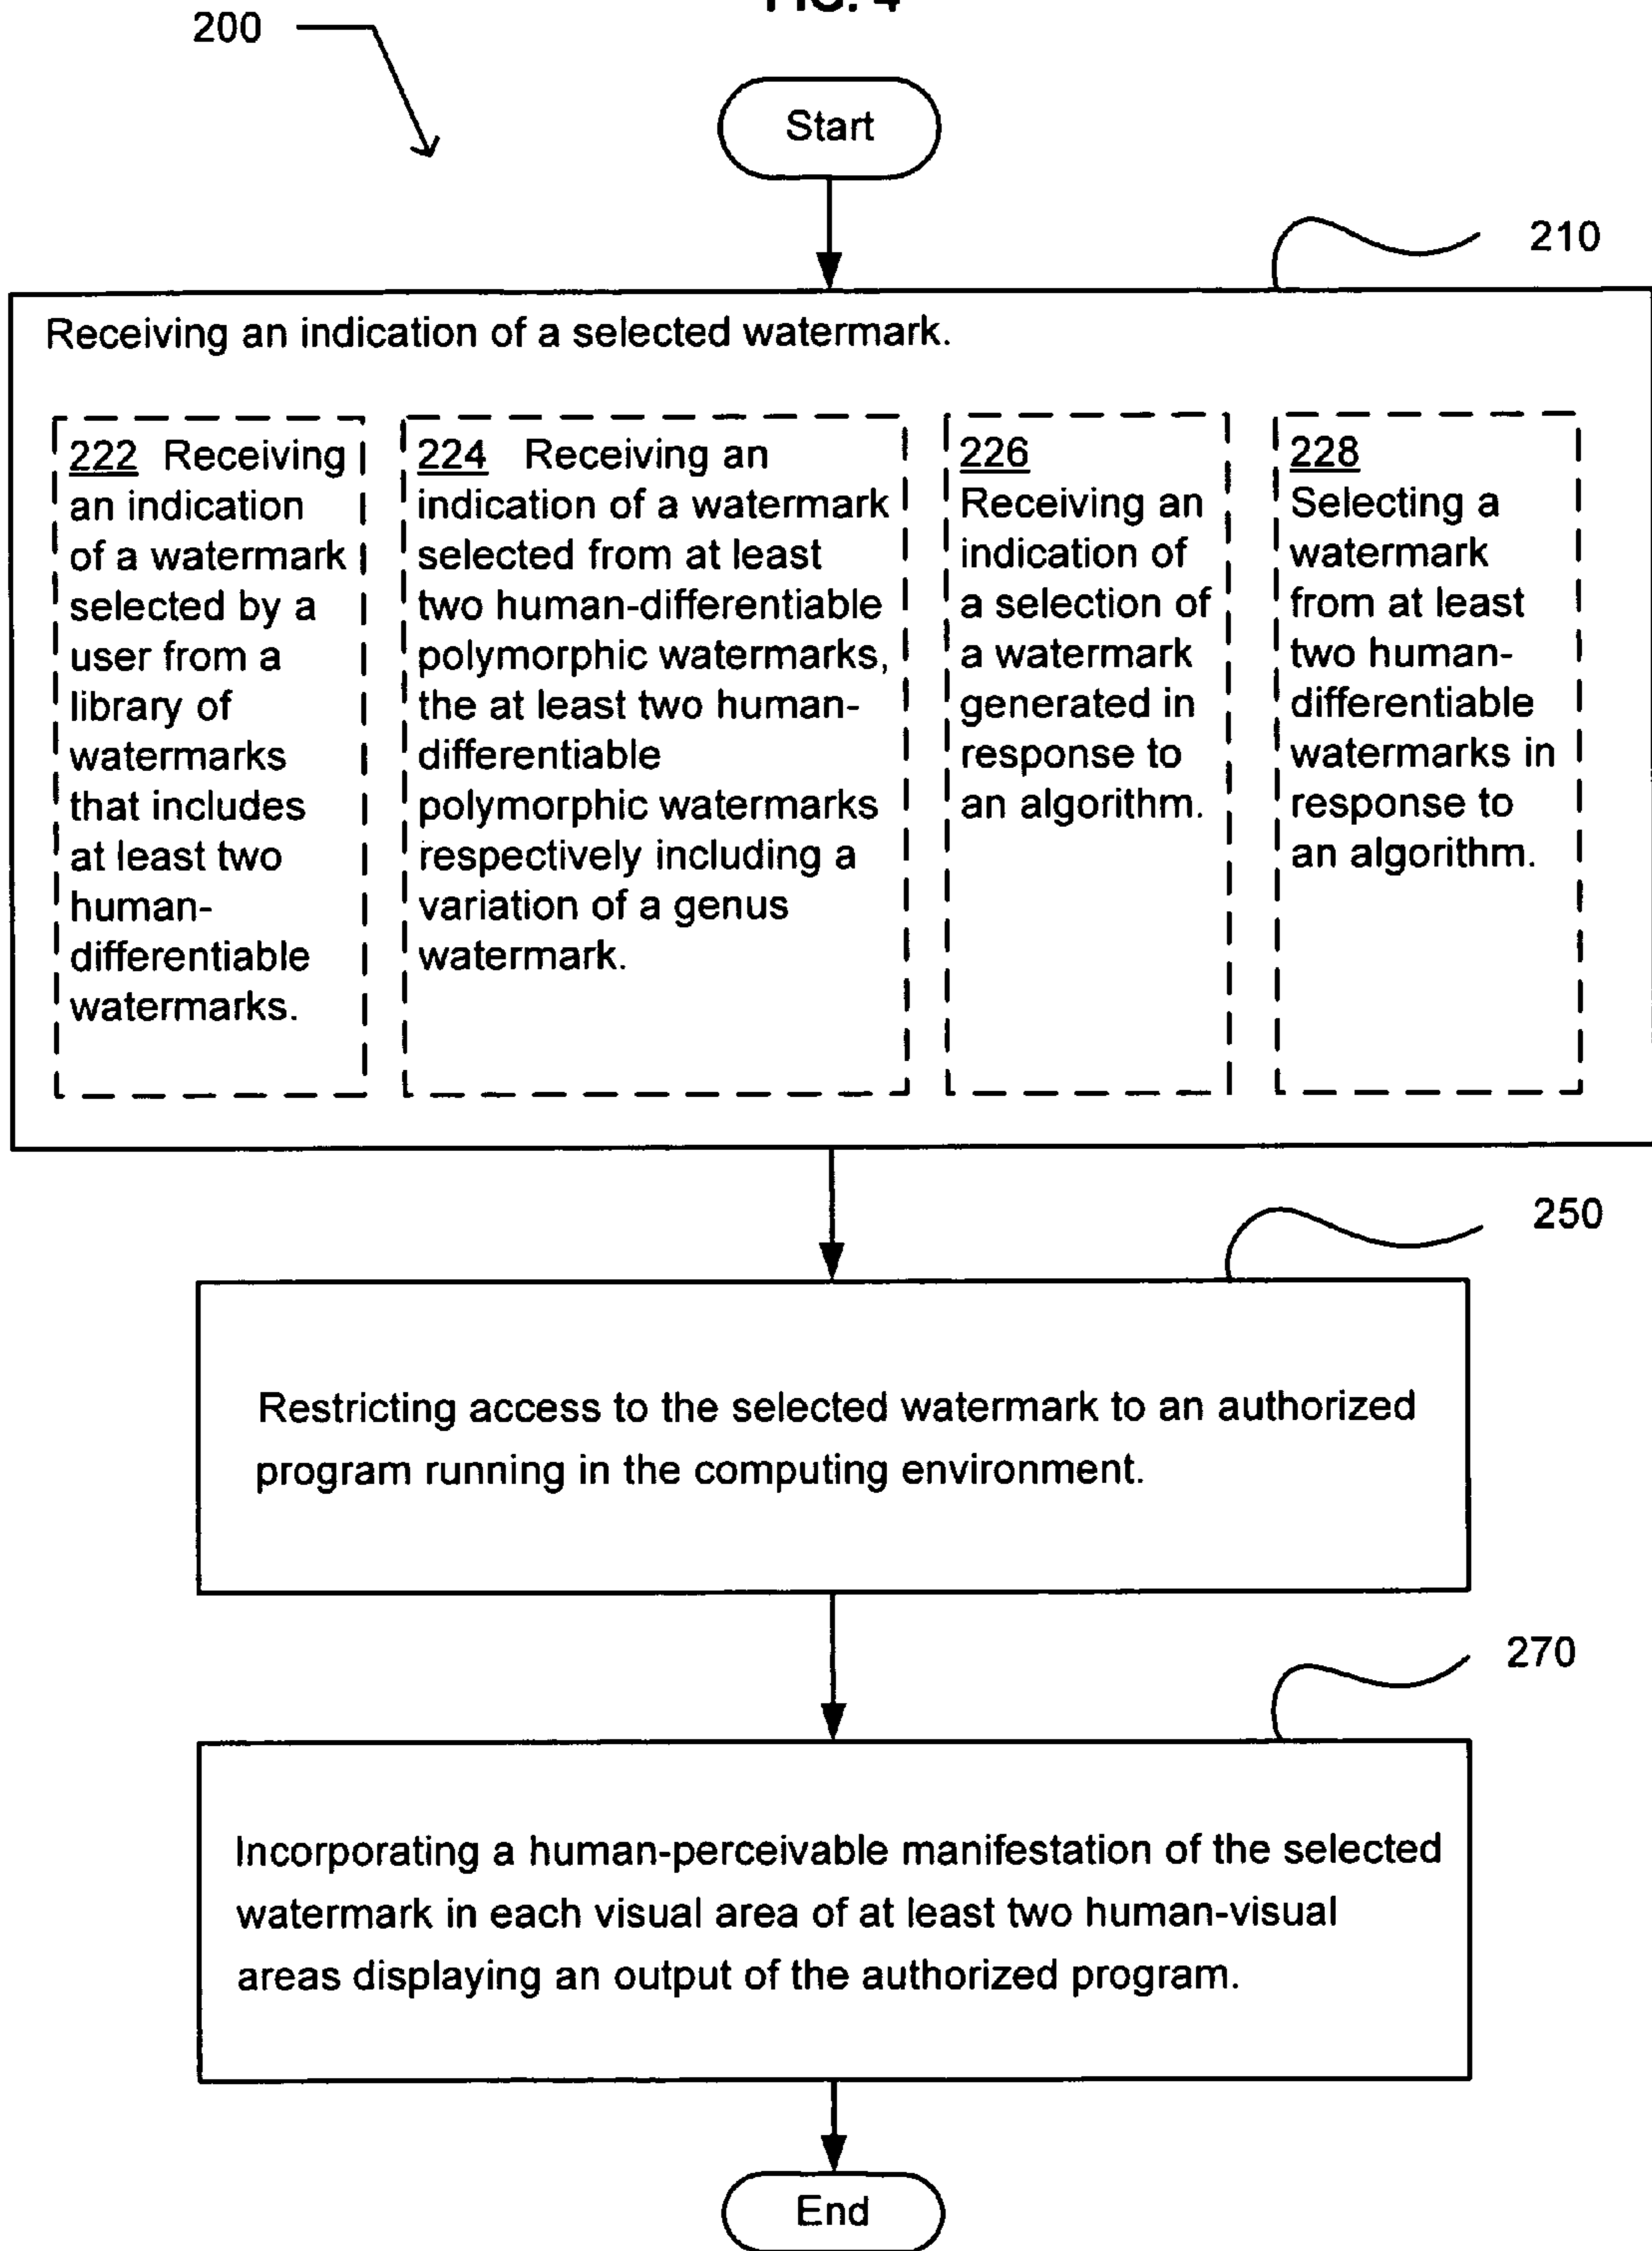 FIG. 4
200
Start
210
Receiving an indication of a selected watermark.
222 Receiving
an indication
of a watermark
selected by a
user from a
library of
watermarks
that includes
at least two
human-
differentiable
watermarks.
224 Receiving an
indication of a watermark
selected from at least
two human-differentiable
polymorphic watermarks,
the at least two human-
differentiable
polymorphic watermarks
respectively including a
variation of a genus
watermark.
226
Receiving an
indication of
a selection of
a watermark
generated in
response to
an algorithm.
228
Selecting a
watermark
from at least
two human-
differentiable
watermarks in
response to
an algorithm.
250
Restricting access to the selected watermark to an authorized
program running in the computing environment.
270
Incorporating a human-perceivable manifestation of the selected
watermark in each visual area of at least two human-visual
areas displaying an output of the authorized program.
End